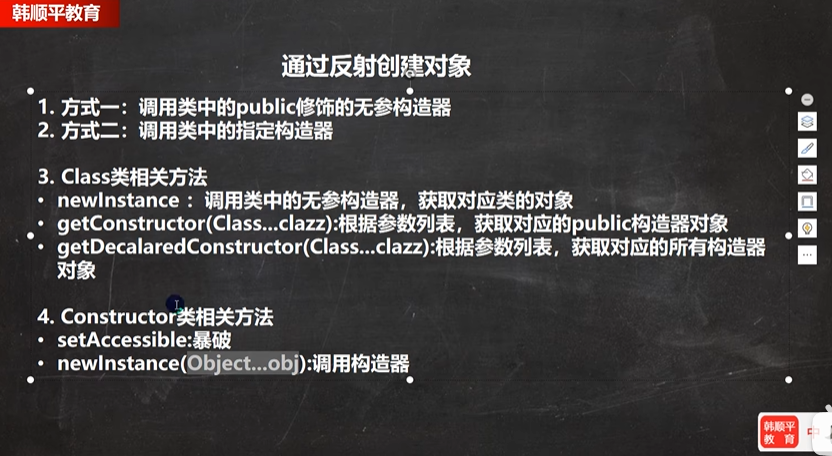 韩顺平教育
通过反射创建对象
1. 方式一：调用类中的public修饰的无参构造器
2. 方式二：调用类中的指定构造器
3. Class类相关方法
• newInstance ：调用类中的无参构造器，获取对应类的对象
• getConstructor(Class...clazz):根据参数列表，获取对应的public构造器对象
• getDecalaredConstructor(Class...clazz):根据参数列表，获取对应的所有构造器
对象
4. Constructor类相关方法
• setAccessible:暴破
• newInstance(Object...obj):调用构造器
韩顺平
教 育
中